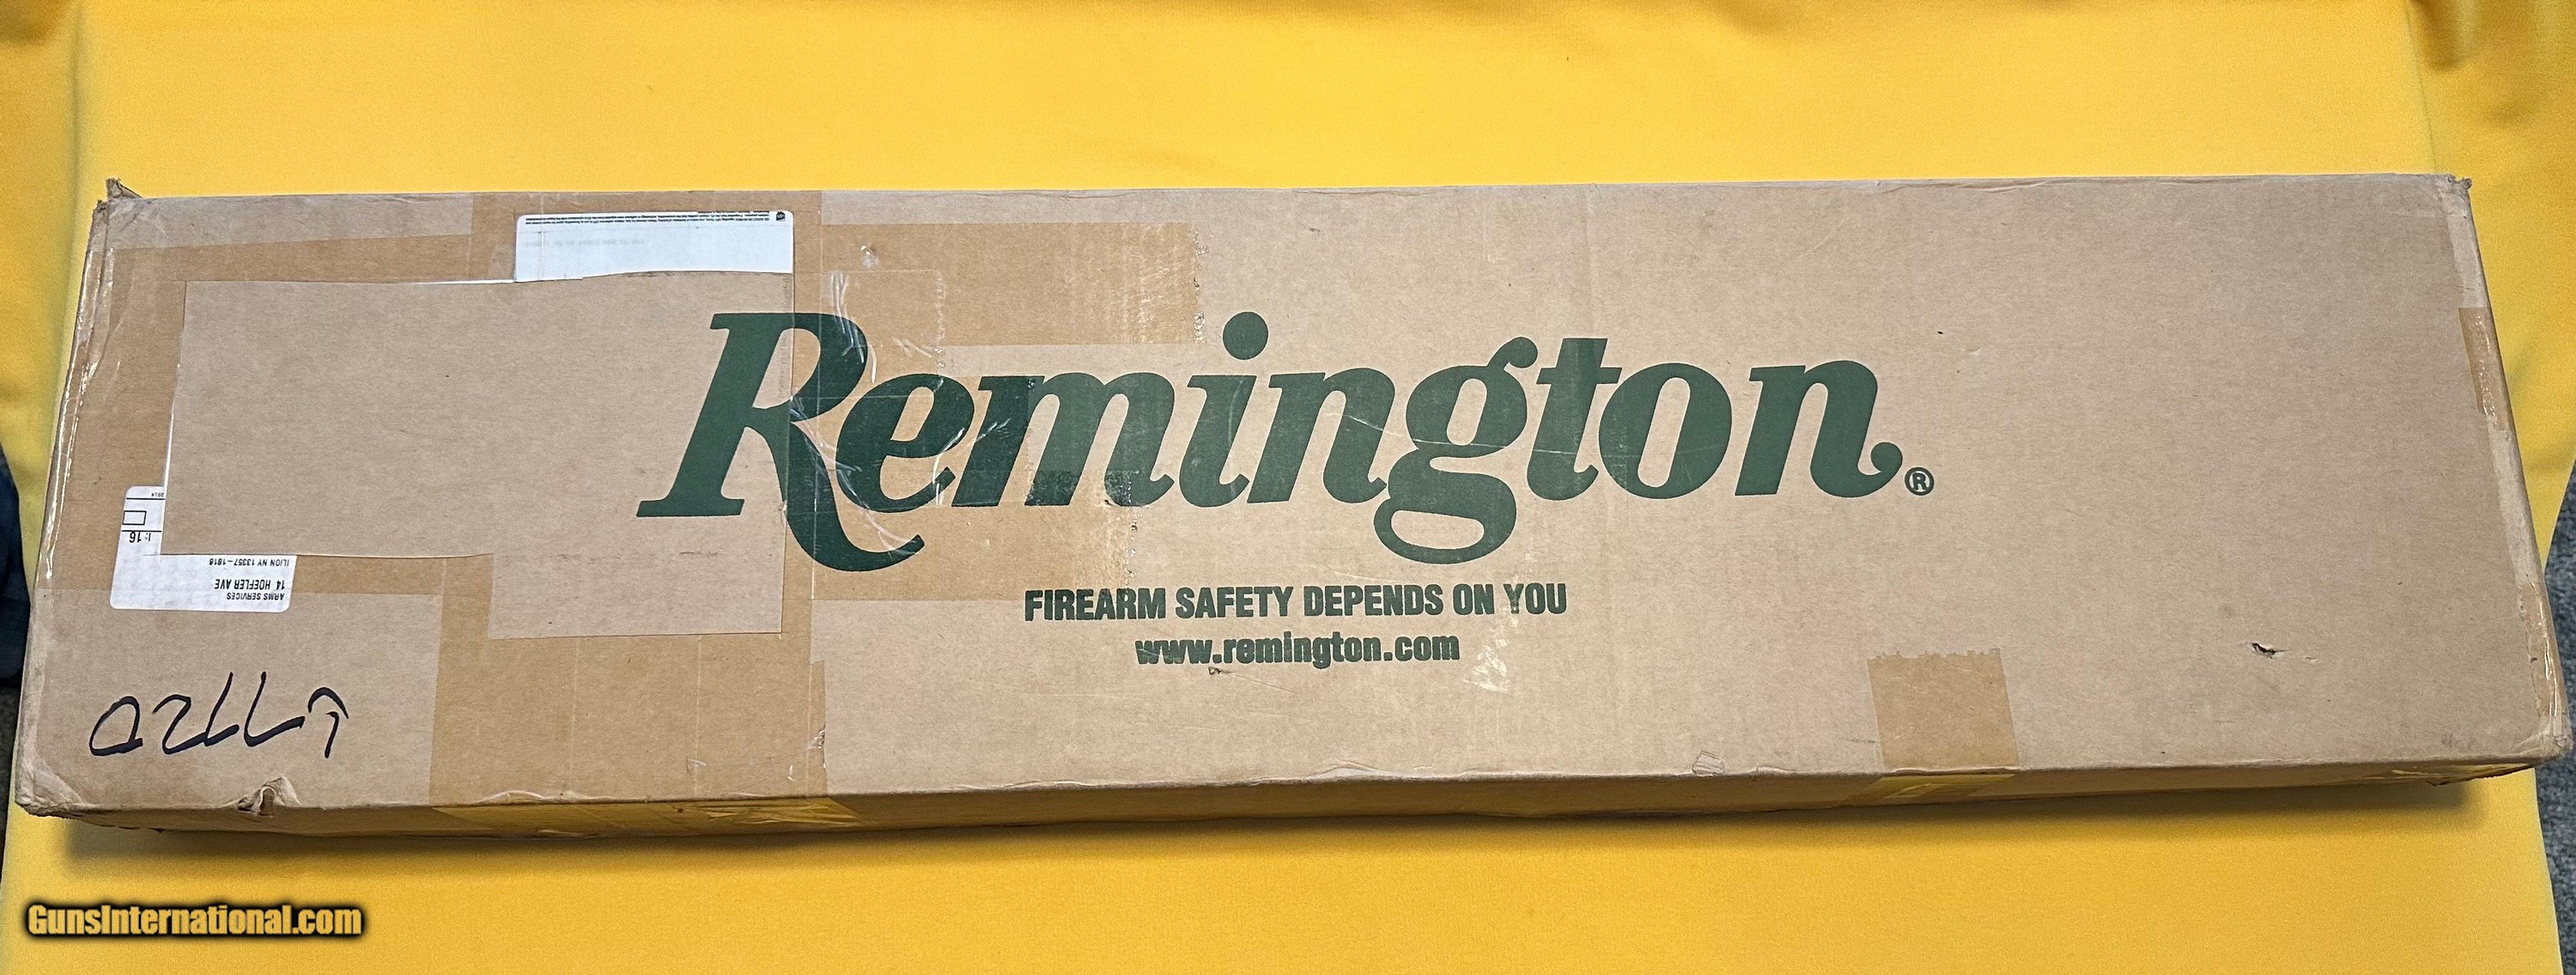 Remington®
FIREARM SAFETY DEPENDS ON YOU
www.remington.com
ARMS SERVICES
14 HOEFLER AVE
ILION NY 13357-1818
GunsInternational.com